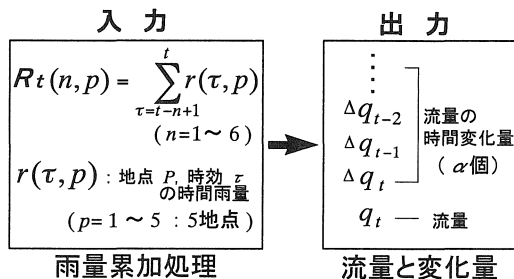 入力
Rt(n,p) = Σ^{t}_{τ=t-n+1} r(τ,p)
(n=1～6)
r(τ,p):地点 P, 時効 τ
の時間雨量
(p=1～5:5地点)
雨量累加処理
出力
⋮
Δq_{t-2}
Δq_{t-1}
Δq_t
流量の
時間変化量
(α個)
q_t — 流量
流量と変化量